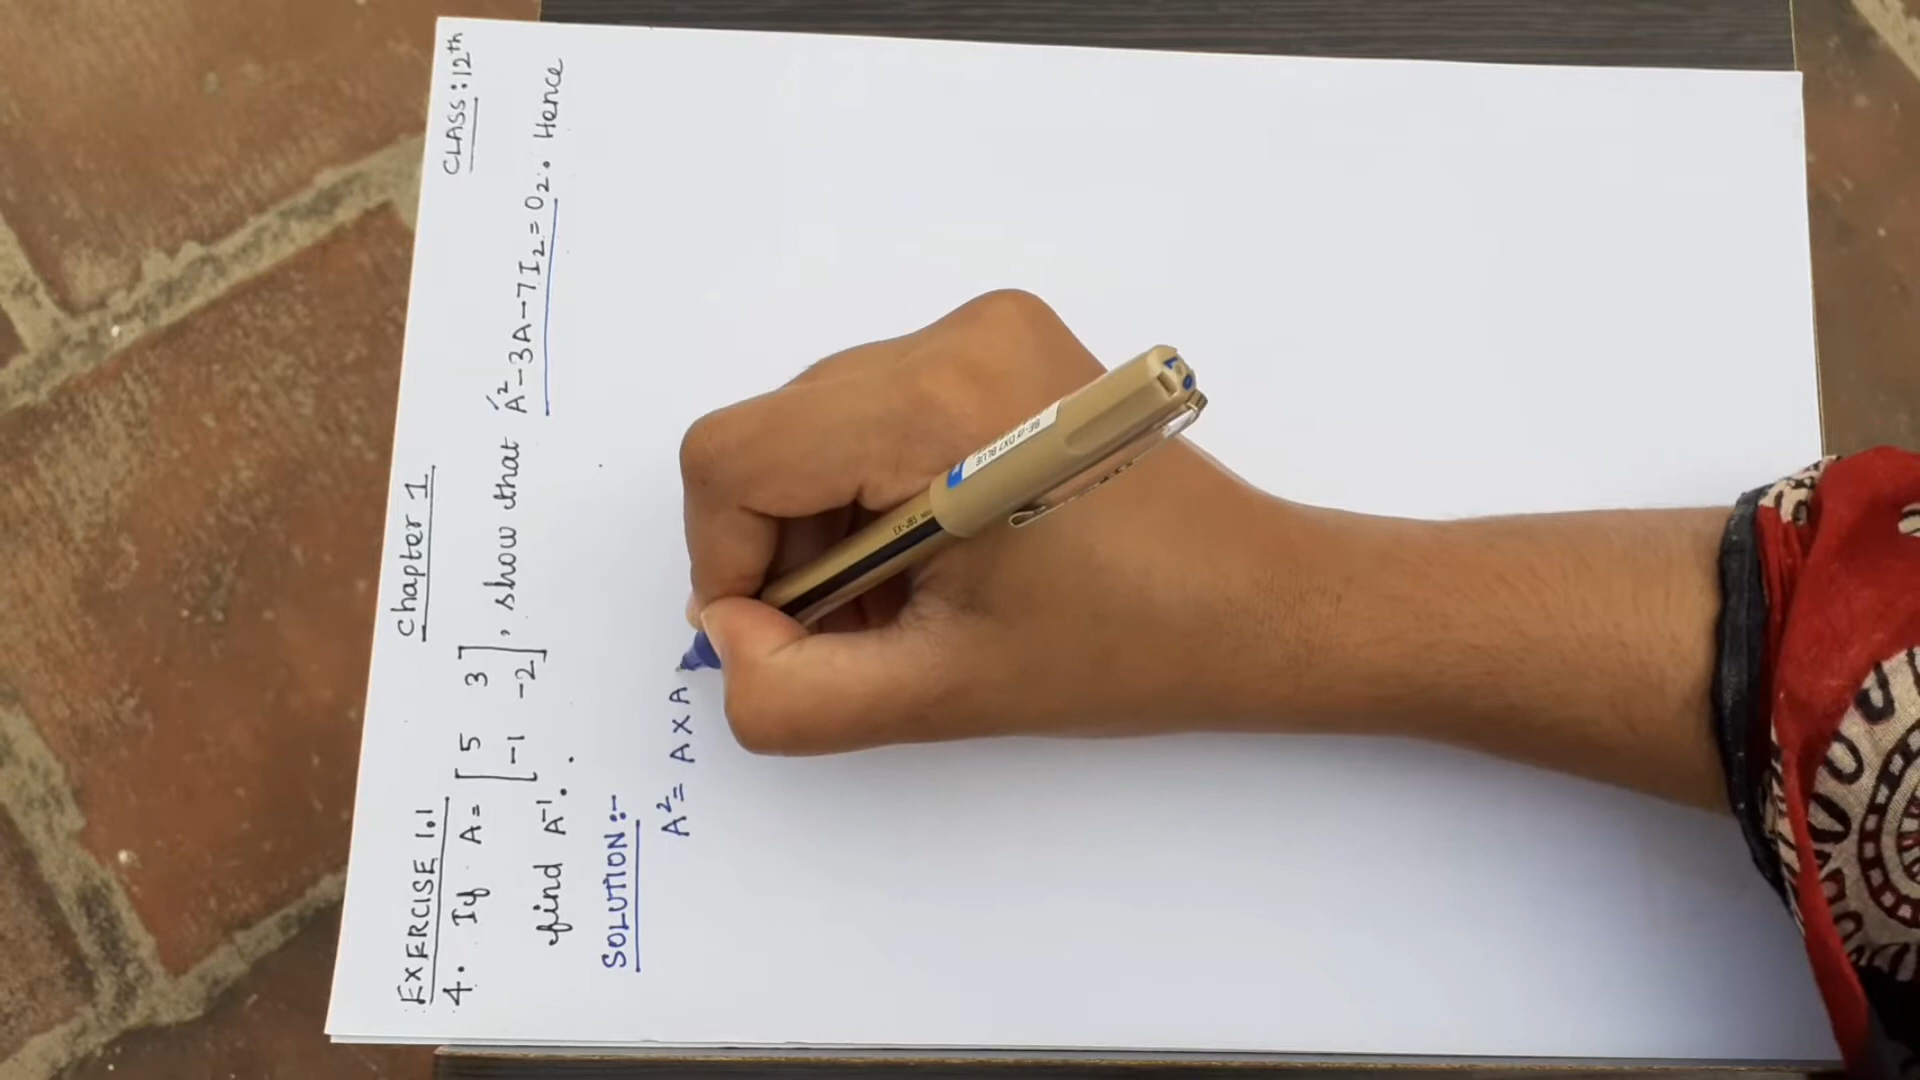 Chapter 1
CLASS: 12th
EXERCISE 1.1
4. If A = [ 5 3
-1 -2 ], show that A² - 3A - 7I₂ = O₂. Hence
find A⁻¹.
SOLUTION:-
A² = A × A
BLUE